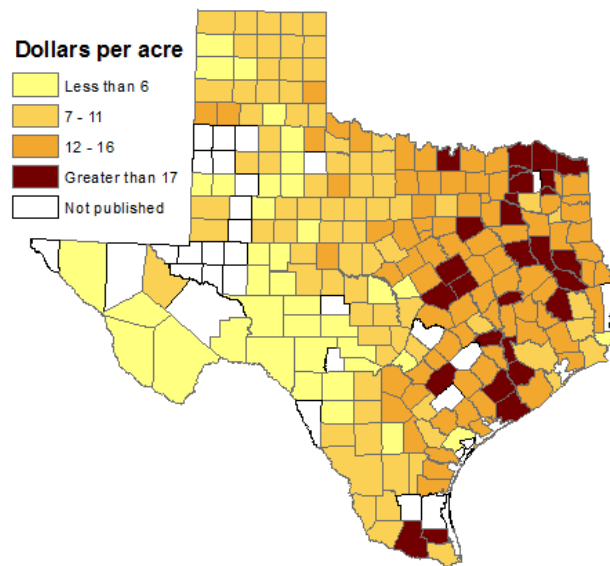 Dollars per acre
Less than 6
7 - 11
12 - 16
Greater than 17
Not published